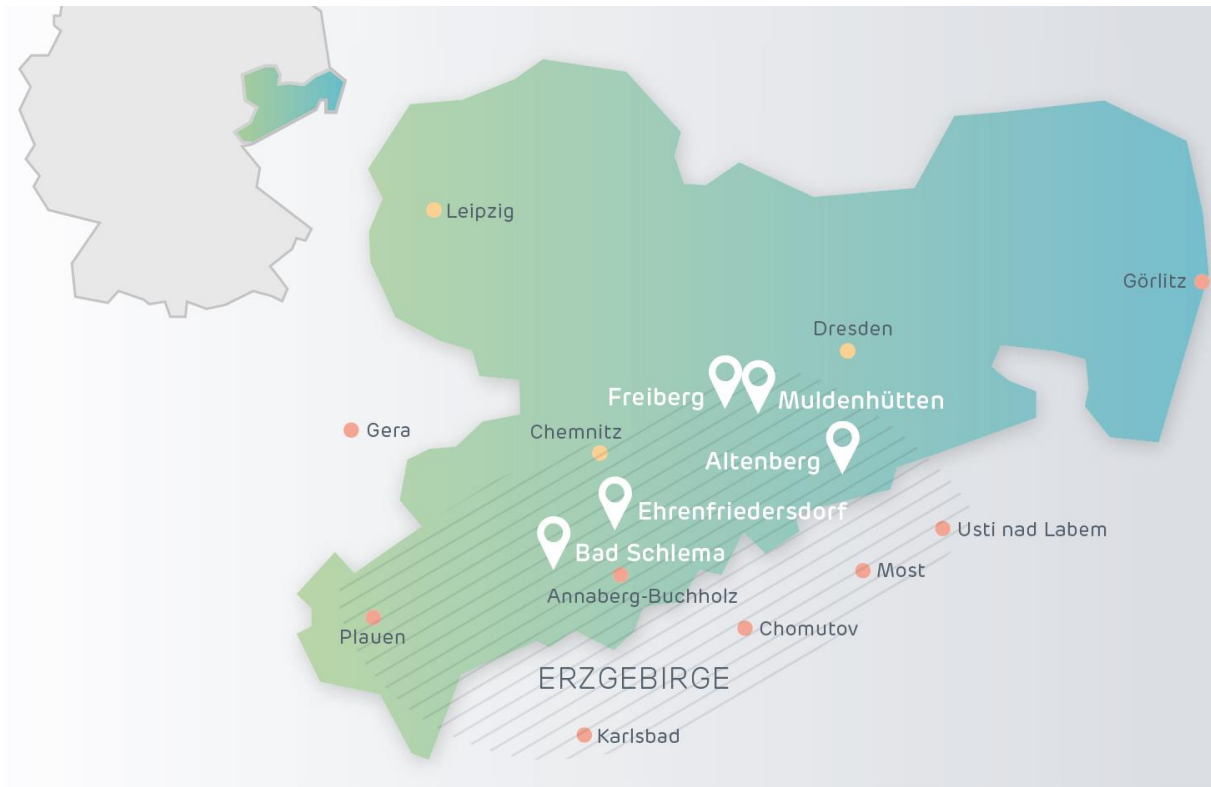 Leipzig
Görlitz
Dresden
Freiberg
Muldenhütten
Gera
Chemnitz
Altenberg
Ehrenfriedersdorf
Usti nad Labem
Bad Schlema
Most
Annaberg-Buchholz
Plauen
Chomutov
ERZGEBIRGE
Karlsbad